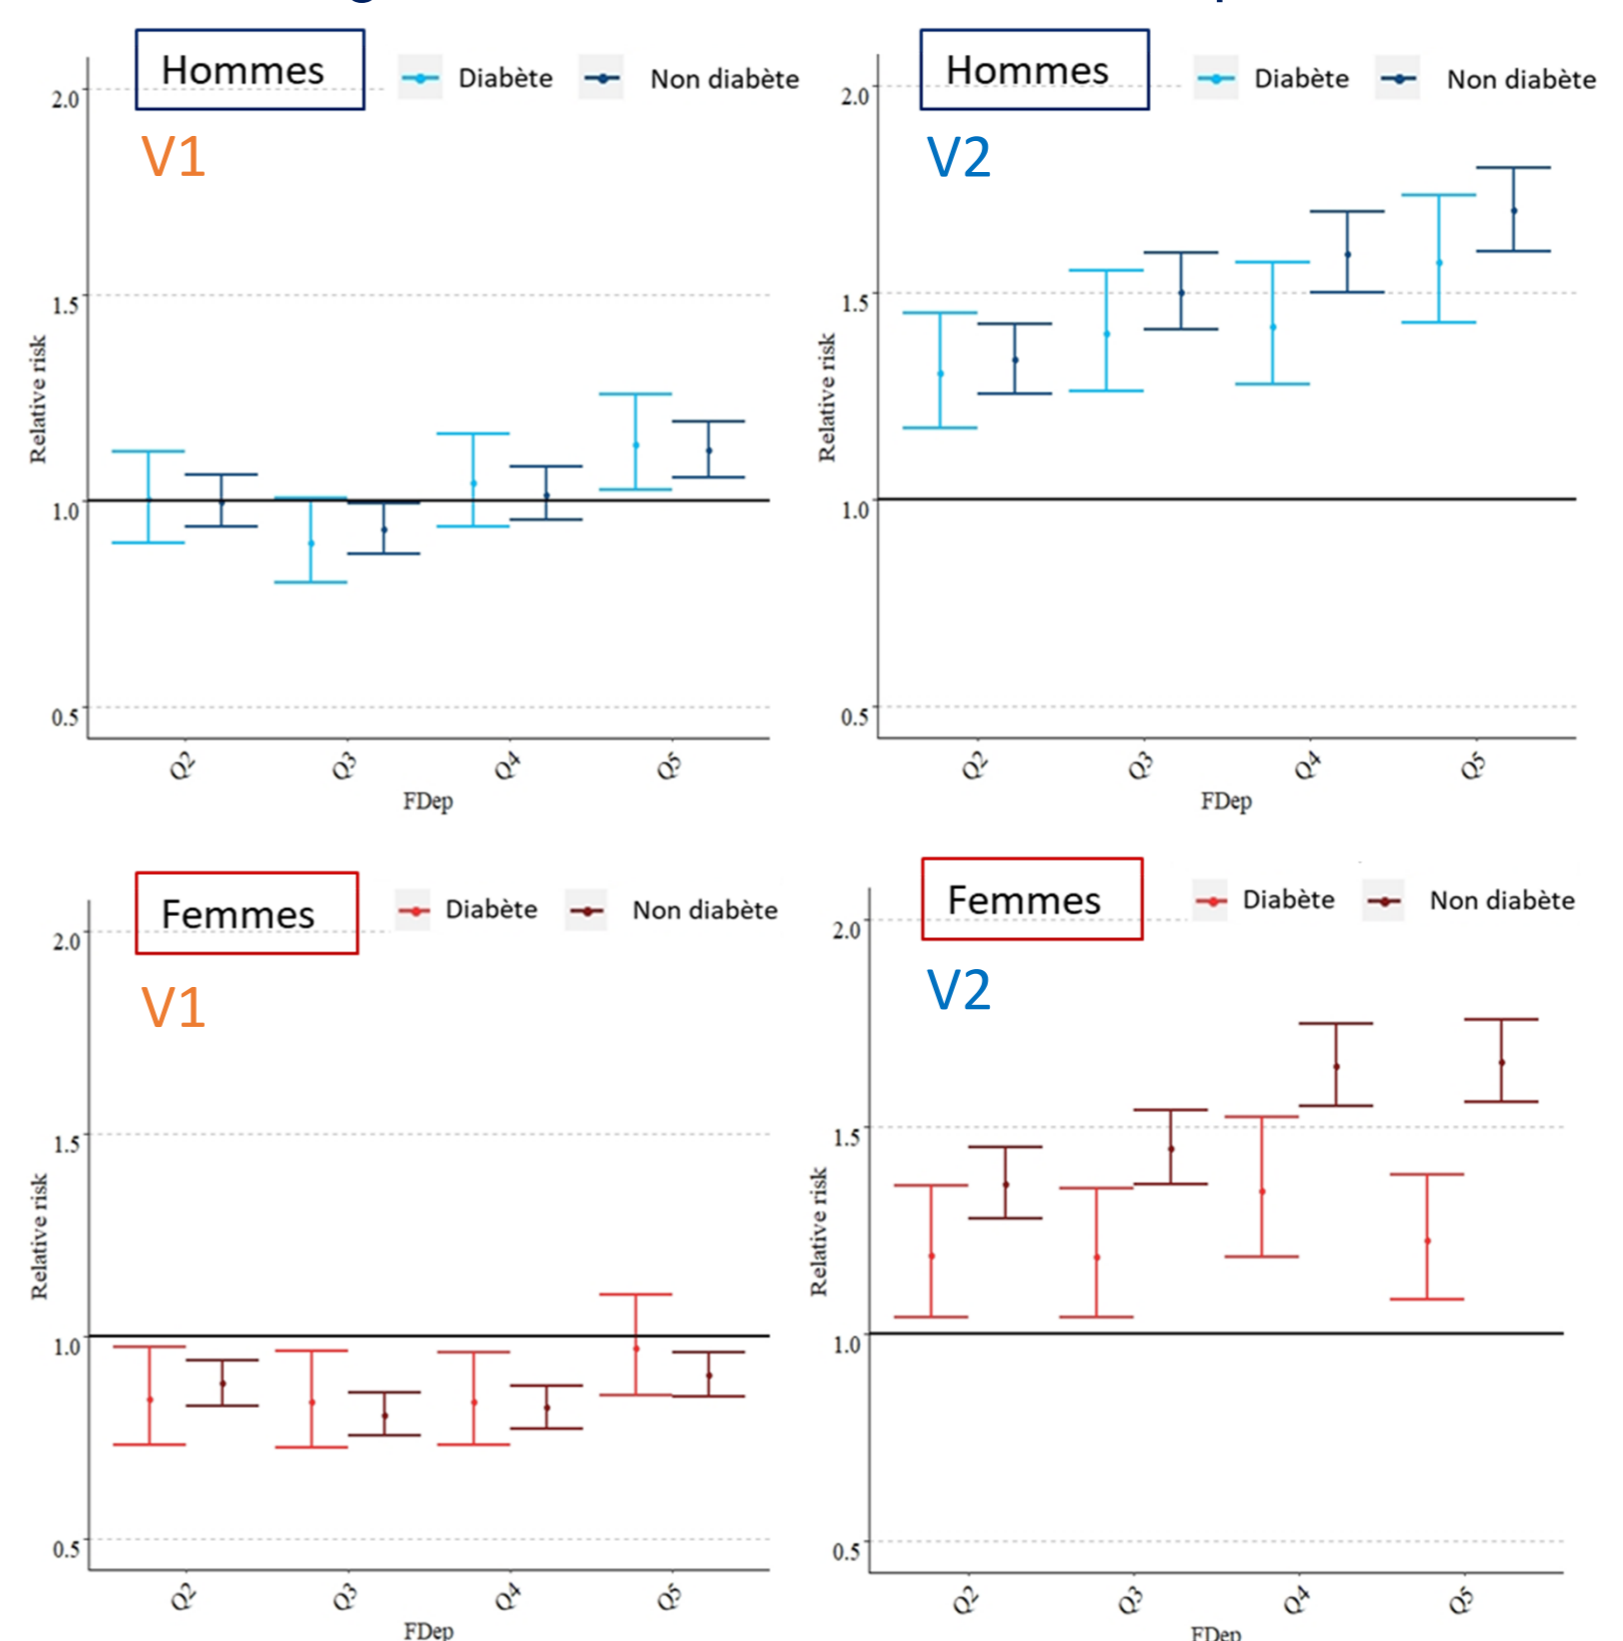 Hommes Diabète Non diabète
V1
2.0
1.5
1.0
0.5
Relative risk
Q2 Q3 Q4 Q5
FDep
Hommes Diabète Non diabète
V2
2.0
1.5
1.0
0.5
Relative risk
Q2 Q3 Q4 Q5
FDep
Femmes Diabète Non diabète
V1
2.0
1.5
1.0
0.5
Relative risk
Q2 Q3 Q4 Q5
FDep
Femmes Diabète Non diabète
V2
2.0
1.5
1.0
0.5
Relative risk
Q2 Q3 Q4 Q5
FDep